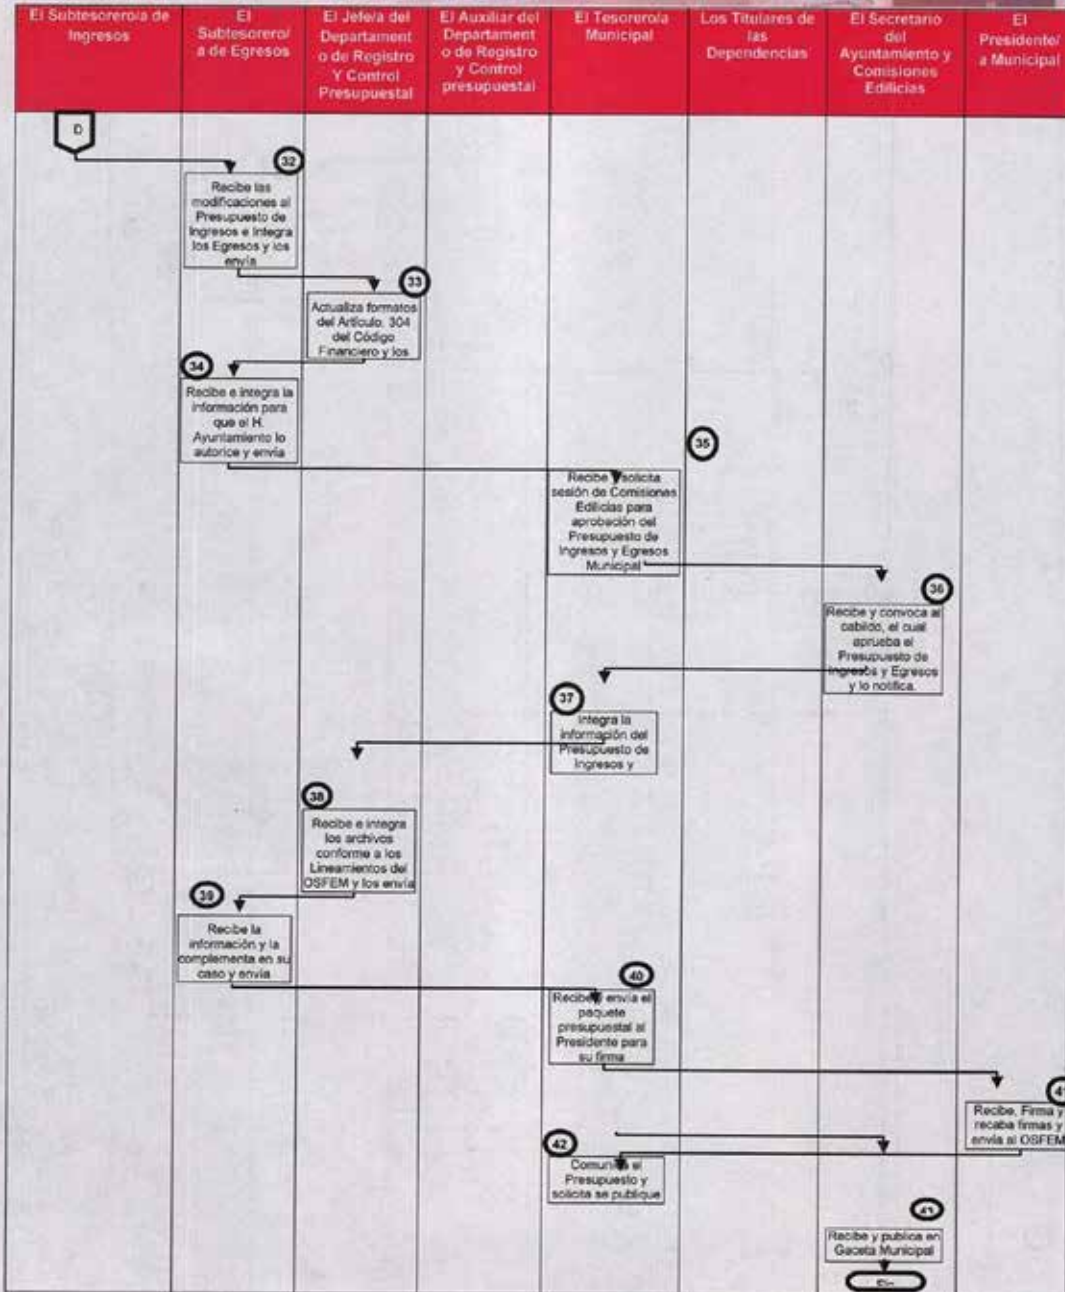 El Subtesorero/a de
Ingresos
El
Subtesorero/
a de Egresos
El Jefe/a del
Departament
o de Registro
Y Control
Presupuestal
El Auxiliar del
Departament
o de Registro
y Control
presupuestal
El Tesorero/a
Municipal
Los Titulares de
las
Dependencias
El Secretario
del
Ayuntamiento y
Comisiones
Edilicias
El
Presidente/
a Municipal
D
32
Recibe las
modificaciones al
Presupuesto de
Ingresos e Integra
los Egresos y los
envía
33
Actualiza formatos
del Artículo. 304
del Código
Financiero y los
34
Recibe e integra la
información para
que el H.
Ayuntamiento lo
autorice y envía
35
Recibe y solicita
sesión de Comisiones
Edilicias para
aprobación del
Presupuesto de
Ingresos y Egresos
Municipal
36
Recibe y convoca al
cabildo, el cual
aprueba el
Presupuesto de
Ingresos y Egresos
y lo notifica.
37
Integra la
información del
Presupuesto de
Ingresos y
38
Recibe e integra
los archivos
conforme a los
Lineamientos del
OSFEM y los envía
39
Recibe la
información y la
complementa en su
caso y envía
40
Recibe y envía el
paquete
presupuestal al
Presidente para
su firma
41
Recibe, Firma y
recaba firmas y
envía al OSFEM
42
Comunica el
Presupuesto y
solicita se publique
43
Recibe y publica en
Gaceta Municipal
Fin